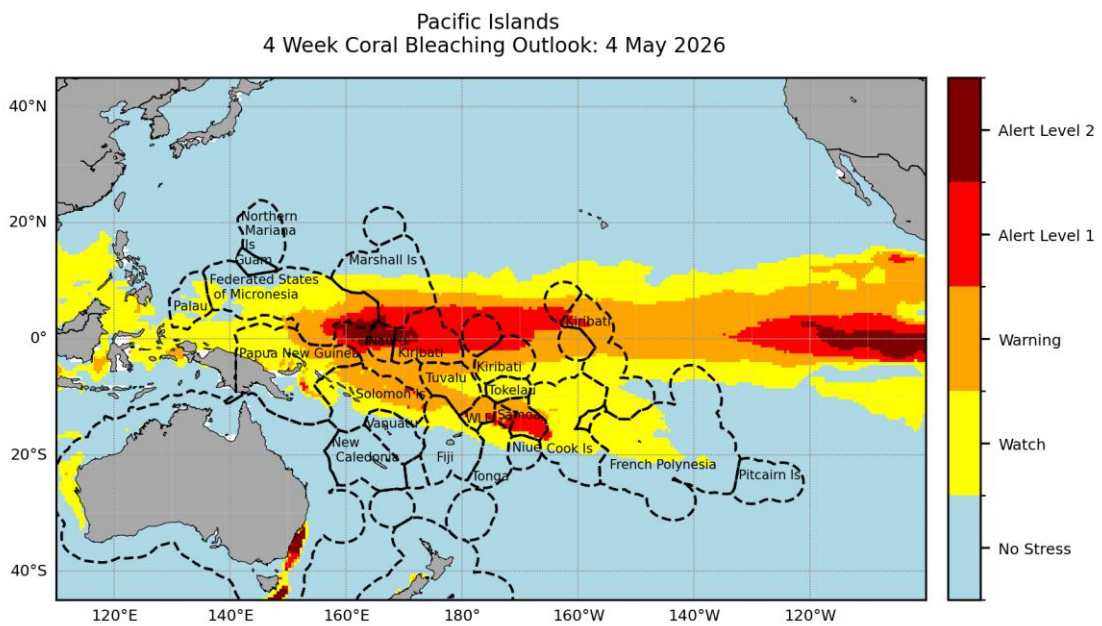 Pacific Islands
4 Week Coral Bleaching Outlook: 4 May 2026
40°N
20°N
0°
20°S
40°S
120°E
140°E
160°E
180°
160°W
140°W
120°W
Northern
Mariana
Is
Guam
Marshall Is
Federated States
of Micronesia
Palau
Kiribati
Nauru
Papua New Guinea
Kiribati
Kiribati
Tuvalu
Tokelau
Solomon Is
Samoa
Vanuatu
New
Caledonia
Fiji
Niue
Cook Is
Tonga
French Polynesia
Pitcairn Is
Alert Level 2
Alert Level 1
Warning
Watch
No Stress